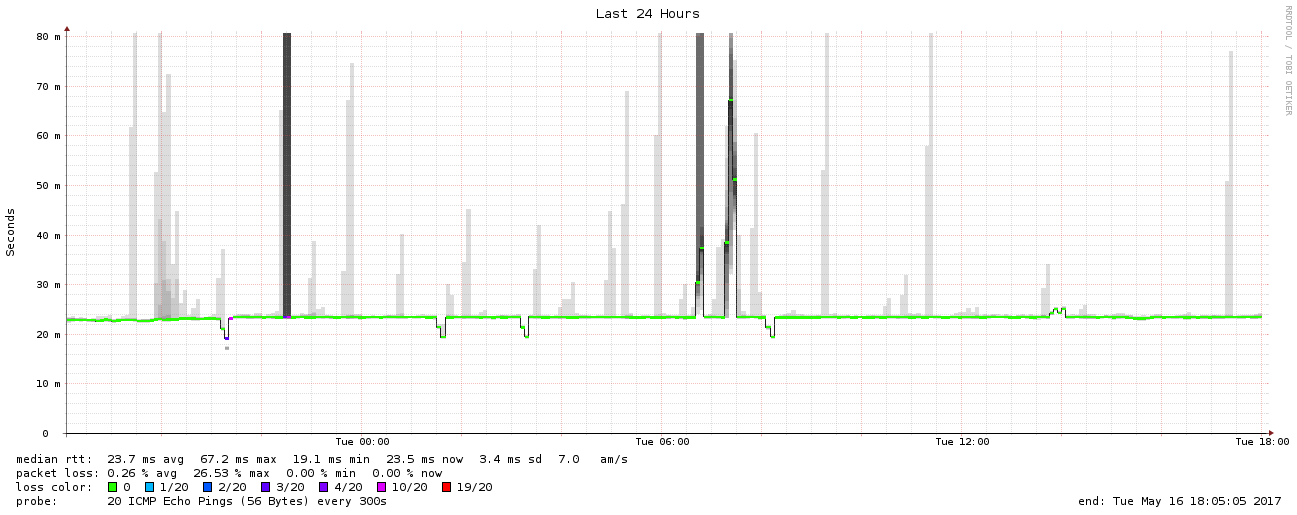 Last 24 Hours
RRDTOOL / TOBI OETIKER
Seconds
80 m
70 m
60 m
50 m
40 m
30 m
20 m
10 m
0
Tue 00:00 Tue 06:00 Tue 12:00 Tue 18:00
median rtt: 23.7 ms avg 67.2 ms max 19.1 ms min 23.5 ms now 3.4 ms sd 7.0 am/s
packet loss: 0.26 % avg 26.53 % max 0.00 % min 0.00 % now
loss color: 0 1/20 2/20 3/20 4/20 10/20 19/20
probe: 20 ICMP Echo Pings (56 Bytes) every 300s end: Tue May 16 18:05:05 2017